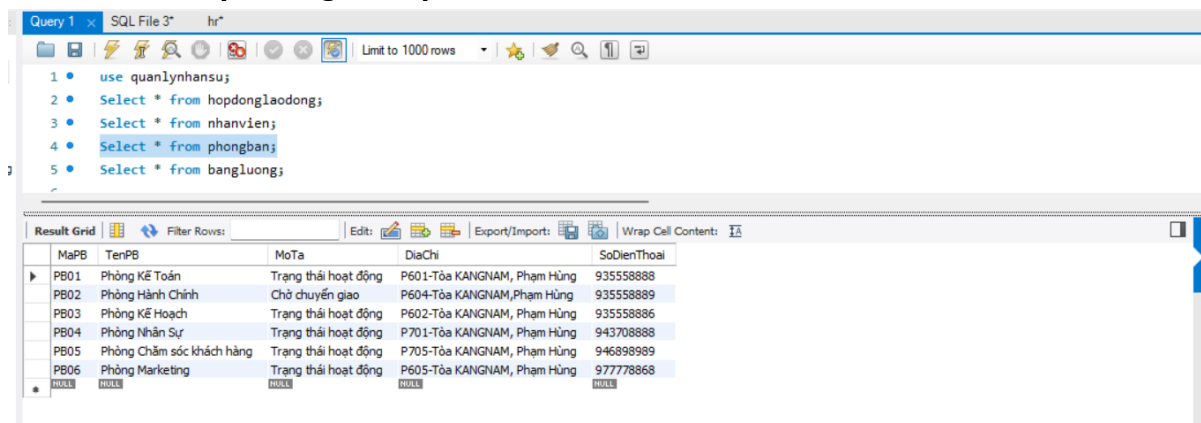 Query 1 × SQL File 3* hr*
Limit to 1000 rows
1 use quanlynhansu;
2 Select * from hopdonglaodong;
3 Select * from nhanvien;
4 Select * from phongban;
5 Select * from bangluong;
Result Grid Filter Rows: Edit: Export/Import: Wrap Cell Content:
MaPB TenPB MoTa DiaChi SoDienThoai
PB01 Phòng Kế Toán Trạng thái hoạt động P601-Tòa KANGNAM, Phạm Hùng 935558888
PB02 Phòng Hành Chính Chờ chuyển giao P604-Tòa KANGNAM,Phạm Hùng 935558889
PB03 Phòng Kế Hoạch Trạng thái hoạt động P602-Tòa KANGNAM, Phạm Hùng 935558886
PB04 Phòng Nhân Sự Trạng thái hoạt động P701-Tòa KANGNAM, Phạm Hùng 943708888
PB05 Phòng Chăm sóc khách hàng Trạng thái hoạt động P705-Tòa KANGNAM, Phạm Hùng 946898989
PB06 Phòng Marketing Trạng thái hoạt động P605-Tòa KANGNAM, Phạm Hùng 977778868
NULL NULL NULL NULL NULL